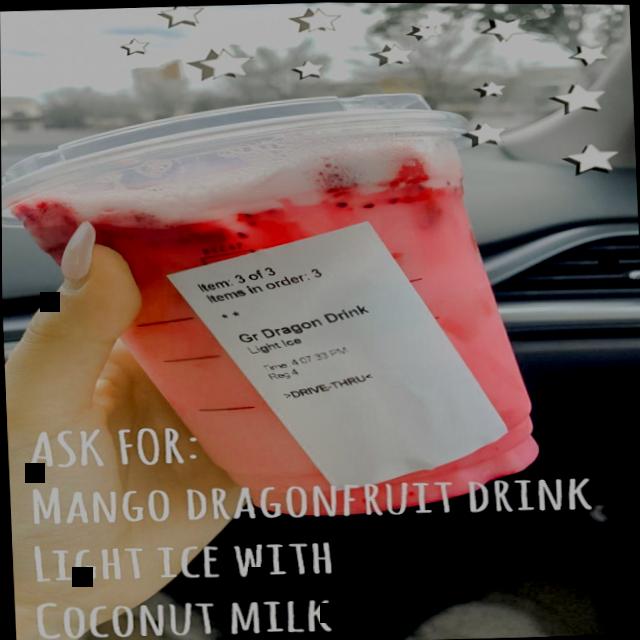 Item: 3 of 3
Items in order: 3
**
Gr Dragon Drink
Light Ice
Time: 4:07:33 PM
Reg:4
>DRIVE-THRU<
ASK FOR:
MANGO DRAGONFRUIT DRINK
LIGHT ICE WITH
COCONUT MILK